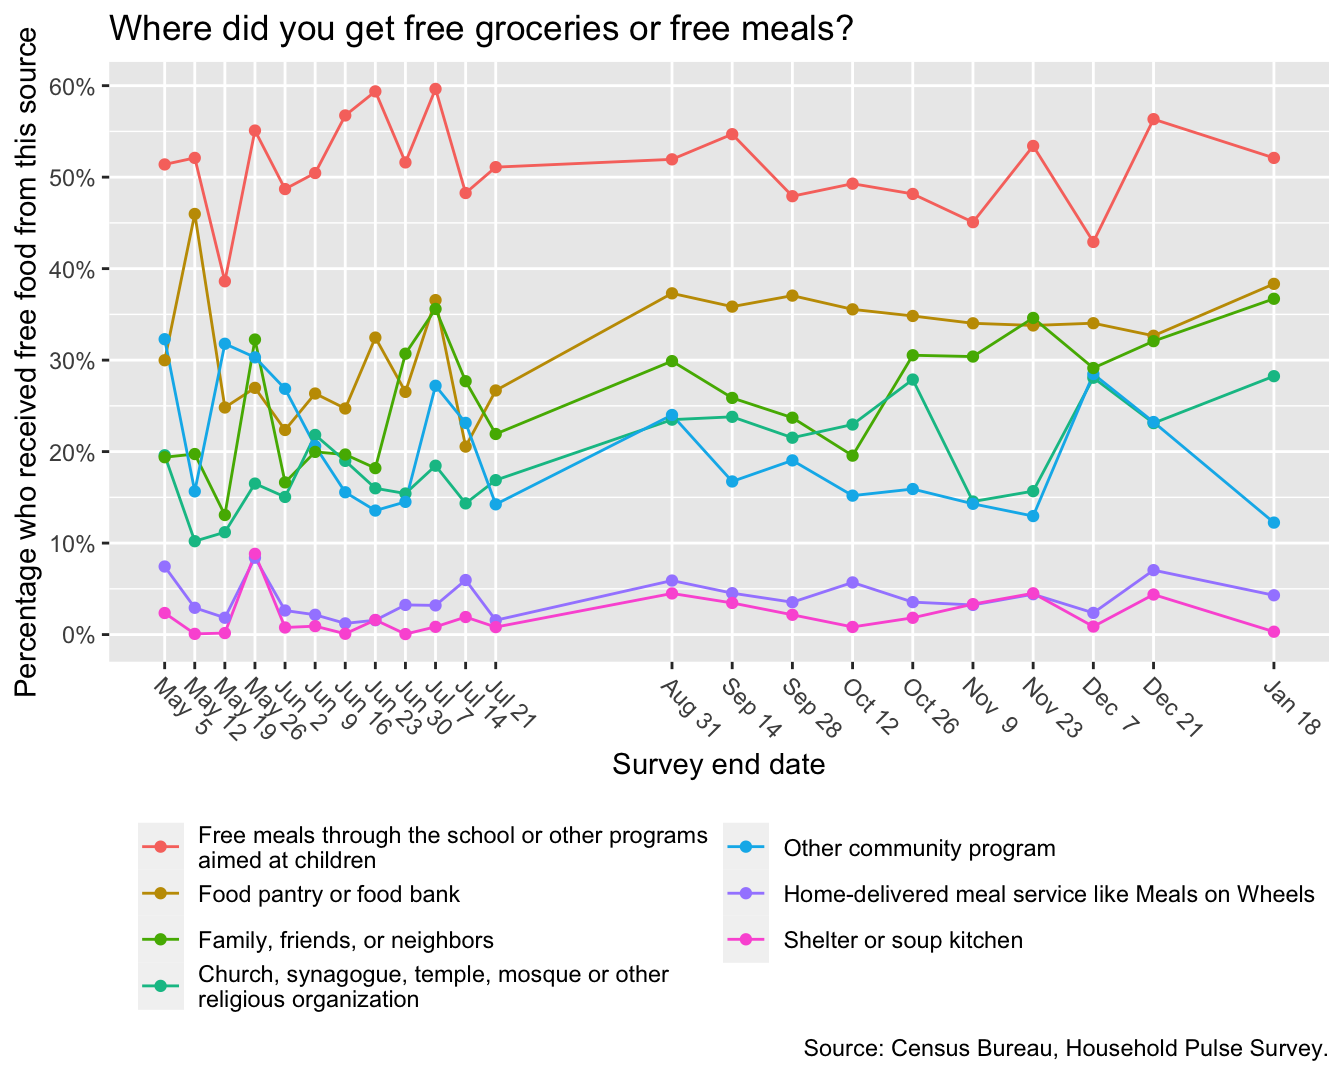 Where did you get free groceries or free meals?
Percentage who received free food from this source
60%
50%
40%
30%
20%
10%
0%
May 5
May 12
May 19
May 26
Jun 2
Jun 9
Jun 16
Jun 23
Jun 30
Jul 7
Jul 14
Jul 21
Aug 31
Sep 14
Sep 28
Oct 12
Oct 26
Nov 9
Nov 23
Dec 7
Dec 21
Jan 18
Survey end date
Free meals through the school or other programs
aimed at children
Food pantry or food bank
Family, friends, or neighbors
Church, synagogue, temple, mosque or other
religious organization
Other community program
Home-delivered meal service like Meals on Wheels
Shelter or soup kitchen
Source: Census Bureau, Household Pulse Survey.